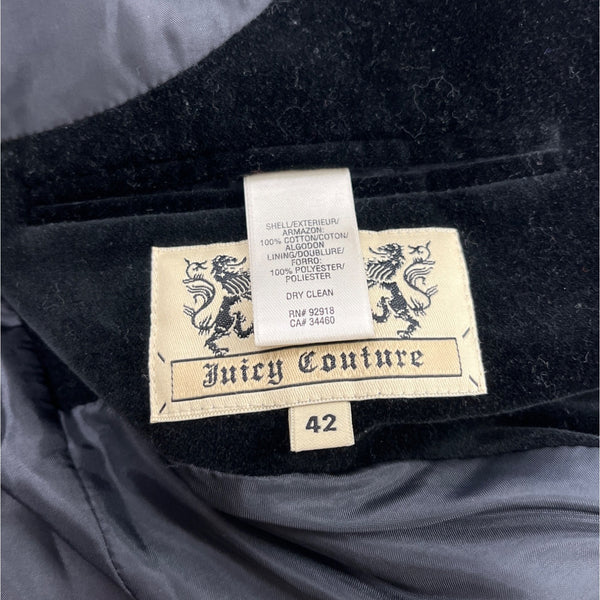 SHELL/EXTERIEUR/
ARMAZON:
100% COTTON/COTON/
ALGODON
LINING/DOUBLURE/
FORRO:
100% POLYESTER/
POLIESTER
DRY CLEAN
RN# 92918
CA# 34460
Juicy Couture
42